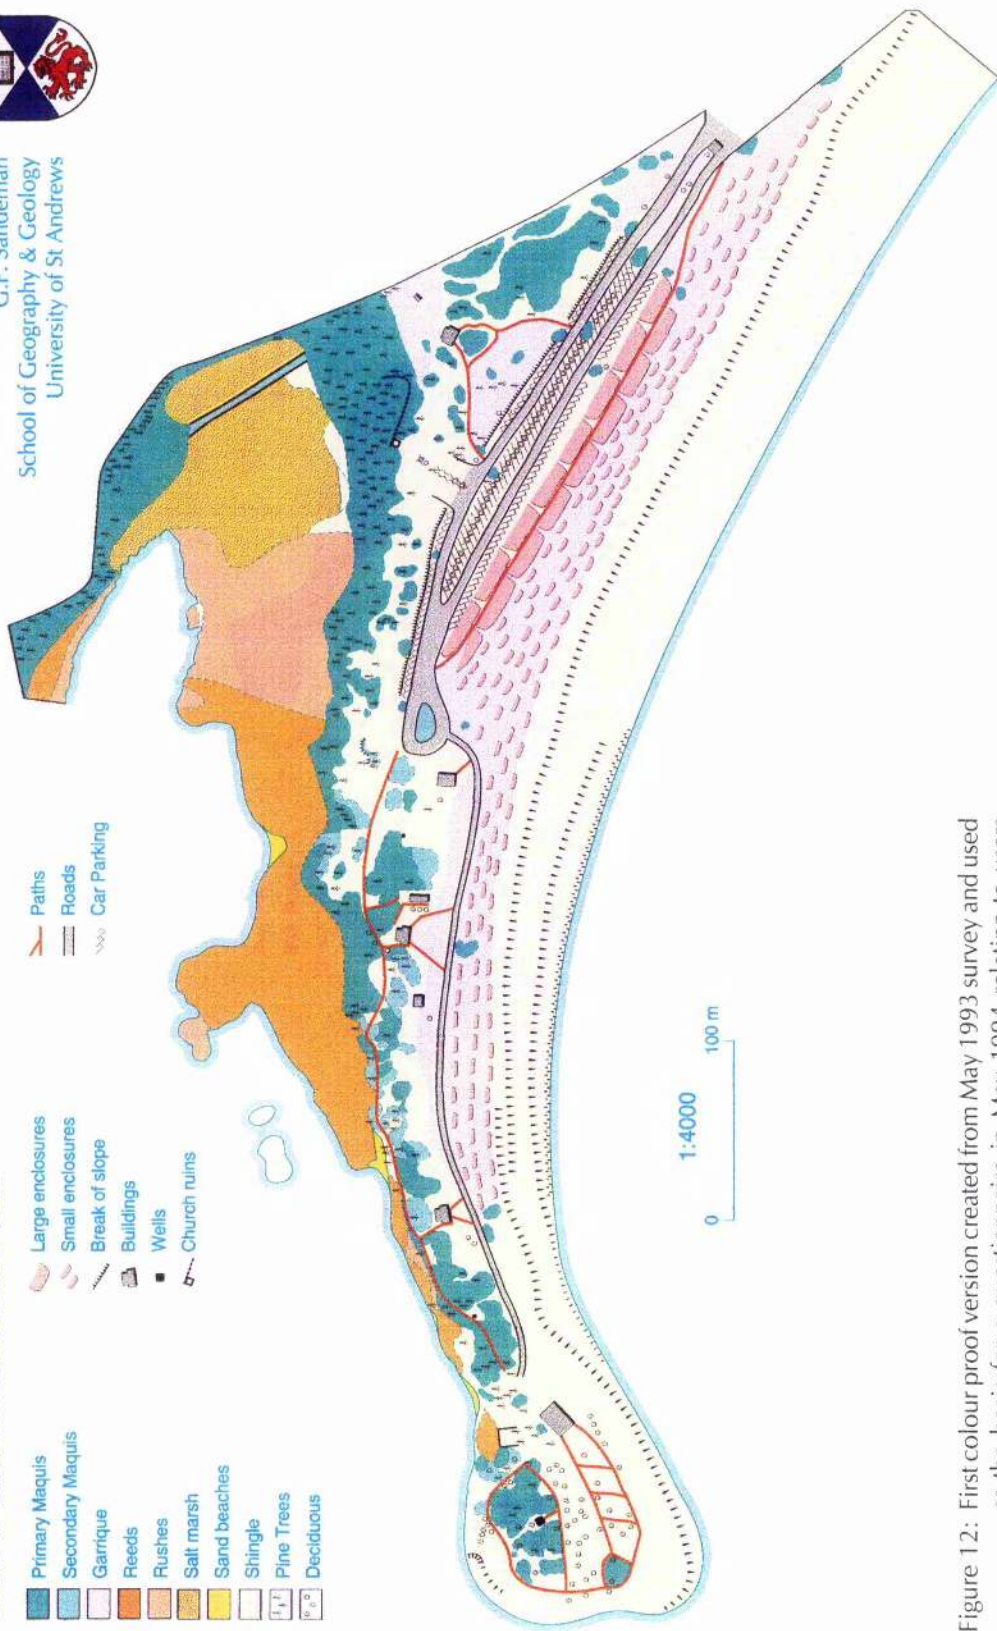 School of Geography & Geology
University of St Andrews
Primary Maquis
Secondary Maquis
Garrique
Reeds
Rushes
Salt marsh
Sand beaches
Shingle
Pine Trees
Deciduous
Large enclosures
Small enclosures
Break of slope
Buildings
Wells
Church ruins
Paths
Roads
Car Parking
1:4000
0 100 m
Figure 12: First colour proof version created from May 1993 survey and used